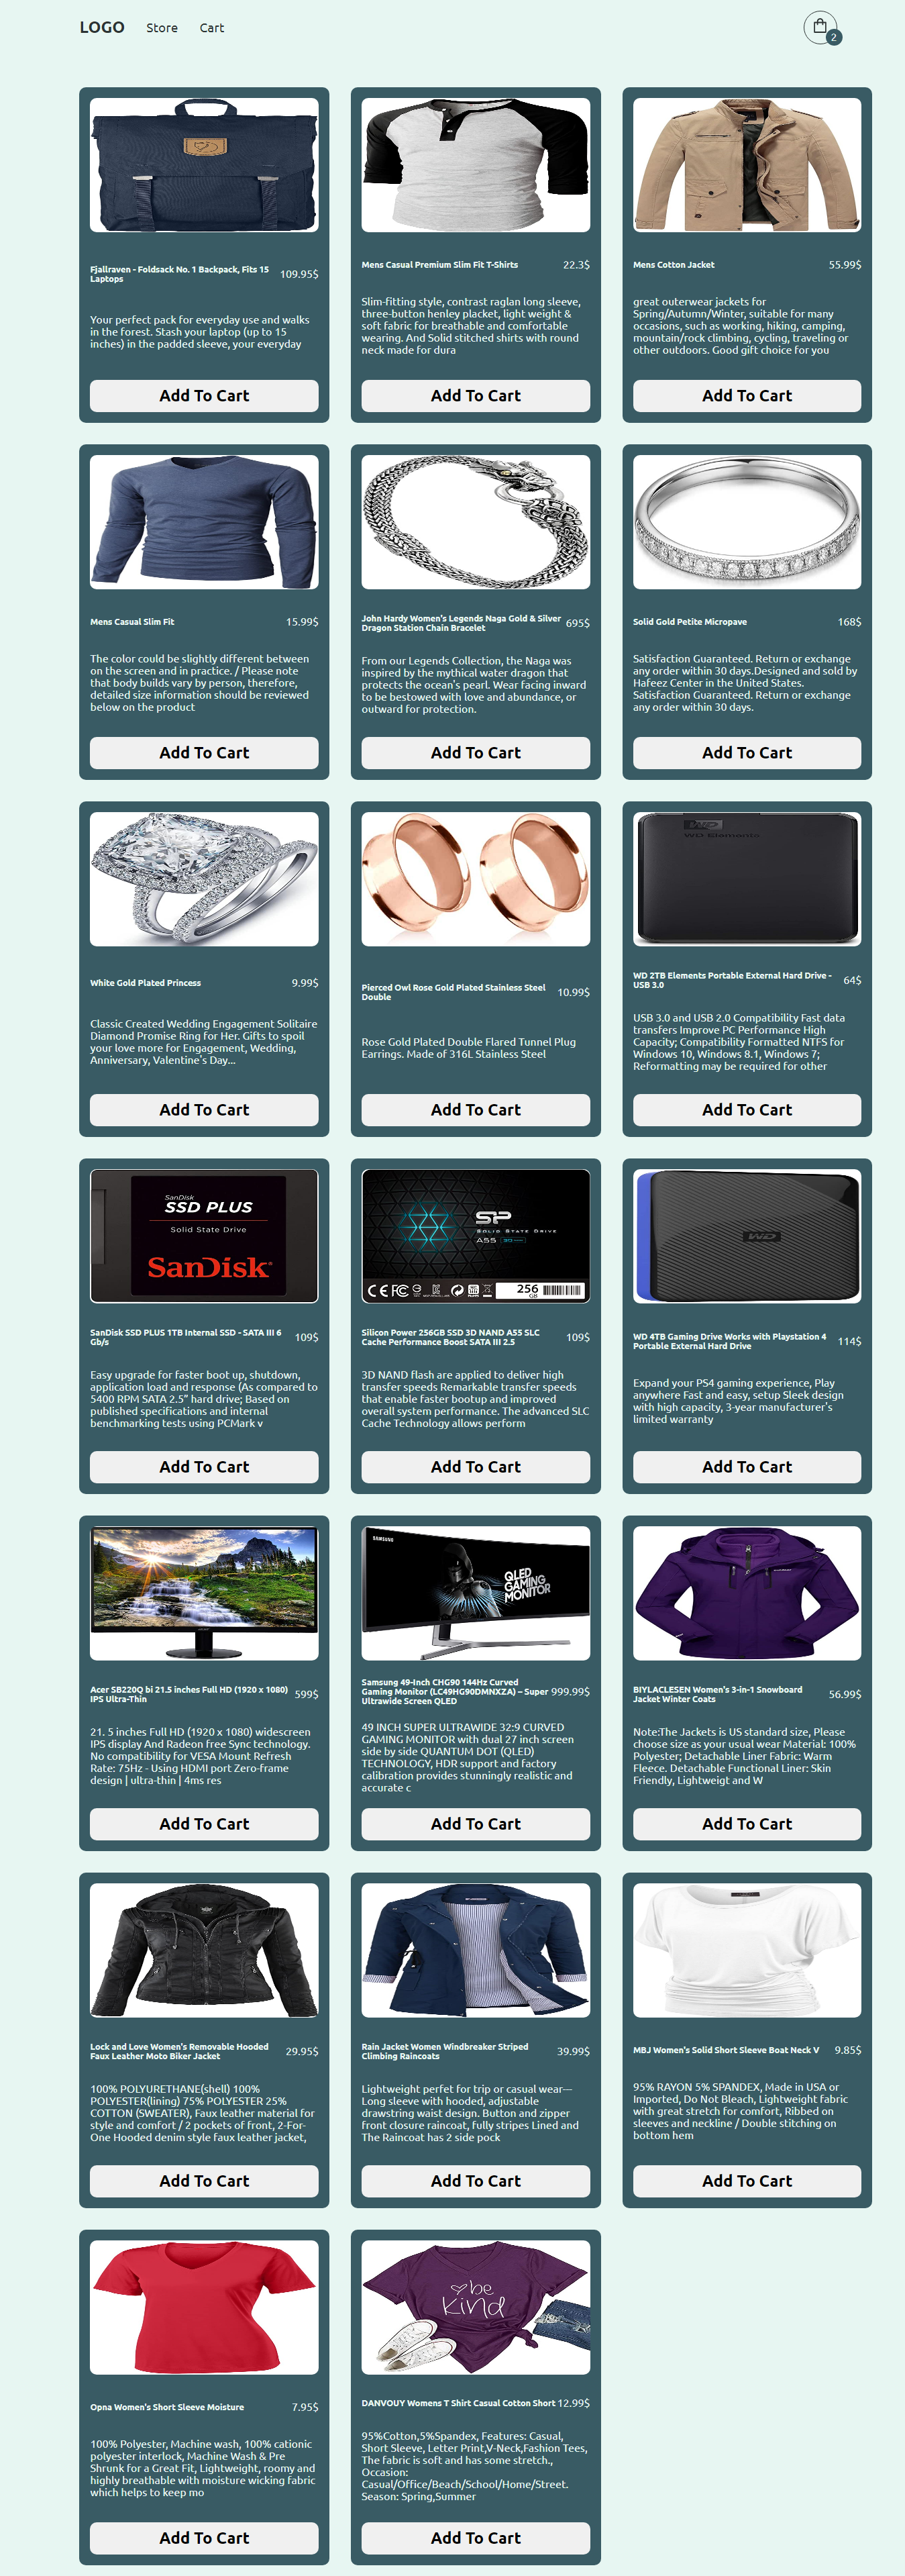 LOGO Store Cart
2
Fjallraven - Foldsack No. 1 Backpack, Fits 15
Laptops
109.95$
Your perfect pack for everyday use and walks
in the forest. Stash your laptop (up to 15
inches) in the padded sleeve, your everyday
Add To Cart
Mens Casual Premium Slim Fit T-Shirts
22.3$
Slim-fitting style, contrast raglan long sleeve,
three-button henley placket, light weight &
soft fabric for breathable and comfortable
wearing. And Solid stitched shirts with round
neck made for dura
Add To Cart
Mens Cotton Jacket
55.99$
great outerwear jackets for
Spring/Autumn/Winter, suitable for many
occasions, such as working, hiking, camping,
mountain/rock climbing, cycling, traveling or
other outdoors. Good gift choice for you
Add To Cart
Mens Casual Slim Fit
15.99$
The color could be slightly different between
on the screen and in practice. / Please note
that body builds vary by person, therefore,
detailed size information should be reviewed
below on the product
Add To Cart
John Hardy Women's Legends Naga Gold & Silver
Dragon Station Chain Bracelet
695$
From our Legends Collection, the Naga was
inspired by the mythical water dragon that
protects the ocean's pearl. Wear facing inward
to be bestowed with love and abundance, or
outward for protection.
Add To Cart
Solid Gold Petite Micropave
168$
Satisfaction Guaranteed. Return or exchange
any order within 30 days.Designed and sold by
Hafeez Center in the United States.
Satisfaction Guaranteed. Return or exchange
any order within 30 days.
Add To Cart
White Gold Plated Princess
9.99$
Classic Created Wedding Engagement Solitaire
Diamond Promise Ring for Her. Gifts to spoil
your love more for Engagement, Wedding,
Anniversary, Valentine's Day...
Add To Cart
Pierced Owl Rose Gold Plated Stainless Steel
Double
10.99$
Rose Gold Plated Double Flared Tunnel Plug
Earrings. Made of 316L Stainless Steel
Add To Cart
WD
WD Elements
WD 2TB Elements Portable External Hard Drive -
USB 3.0
64$
USB 3.0 and USB 2.0 Compatibility Fast data
transfers Improve PC Performance High
Capacity; Compatibility Formatted NTFS for
Windows 10, Windows 8.1, Windows 7;
Reformatting may be required for other
Add To Cart
SanDisk
SSD PLUS
Solid State Drive
SanDisk
SanDisk SSD PLUS 1TB Internal SSD - SATA III 6
Gb/s
109$
Easy upgrade for faster boot up, shutdown,
application load and response (As compared to
5400 RPM SATA 2.5” hard drive; Based on
published specifications and internal
benchmarking tests using PCMark v
Add To Cart
SP
SOLID STATE DRIVE
A55
256
GB
Silicon Power 256GB SSD 3D NAND A55 SLC
Cache Performance Boost SATA III 2.5
109$
3D NAND flash are applied to deliver high
transfer speeds Remarkable transfer speeds
that enable faster bootup and improved
overall system performance. The advanced SLC
Cache Technology allows perform
Add To Cart
WD
WD 4TB Gaming Drive Works with Playstation 4
Portable External Hard Drive
114$
Expand your PS4 gaming experience, Play
anywhere Fast and easy, setup Sleek design
with high capacity, 3-year manufacturer's
limited warranty
Add To Cart
Acer SB220Q bi 21.5 inches Full HD (1920 x 1080)
IPS Ultra-Thin
599$
21. 5 inches Full HD (1920 x 1080) widescreen
IPS display And Radeon free Sync technology.
No compatibility for VESA Mount Refresh
Rate: 75Hz - Using HDMI port Zero-frame
design | ultra-thin | 4ms res
Add To Cart
SAMSUNG
QLED
GAMING
MONITOR
Samsung 49-Inch CHG90 144Hz Curved
Gaming Monitor (LC49HG90DMNXZA) – Super
Ultrawide Screen QLED
999.99$
49 INCH SUPER ULTRAWIDE 32:9 CURVED
GAMING MONITOR with dual 27 inch screen
side by side QUANTUM DOT (QLED)
TECHNOLOGY, HDR support and factory
calibration provides stunningly realistic and
accurate c
Add To Cart
BIYLACLESEN Women's 3-in-1 Snowboard
Jacket Winter Coats
56.99$
Note:The Jackets is US standard size, Please
choose size as your usual wear Material: 100%
Polyester; Detachable Liner Fabric: Warm
Fleece. Detachable Functional Liner: Skin
Friendly, Lightweigt and W
Add To Cart
Lock and Love Women's Removable Hooded
Faux Leather Moto Biker Jacket
29.95$
100% POLYURETHANE(shell) 100%
POLYESTER(lining) 75% POLYESTER 25%
COTTON (SWEATER), Faux leather material for
style and comfort / 2 pockets of front, 2-For-
One Hooded denim style faux leather jacket,
Add To Cart
Rain Jacket Women Windbreaker Striped
Climbing Raincoats
39.99$
Lightweight perfet for trip or casual wear---
Long sleeve with hooded, adjustable
drawstring waist design. Button and zipper
front closure raincoat, fully stripes Lined and
The Raincoat has 2 side pock
Add To Cart
MBJ Women's Solid Short Sleeve Boat Neck V
9.85$
95% RAYON 5% SPANDEX, Made in USA or
Imported, Do Not Bleach, Lightweight fabric
with great stretch for comfort, Ribbed on
sleeves and neckline / Double stitching on
bottom hem
Add To Cart
Opna Women's Short Sleeve Moisture
7.95$
100% Polyester, Machine wash, 100% cationic
polyester interlock, Machine Wash & Pre
Shrunk for a Great Fit, Lightweight, roomy and
highly breathable with moisture wicking fabric
which helps to keep mo
Add To Cart
be
kind
DANVOUY Womens T Shirt Casual Cotton Short
12.99$
95%Cotton,5%Spandex, Features: Casual,
Short Sleeve, Letter Print,V-Neck,Fashion Tees,
The fabric is soft and has some stretch.,
Occasion:
Casual/Office/Beach/School/Home/Street.
Season: Spring,Summer
Add To Cart